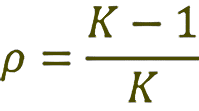 ρ = (K − 1) / K